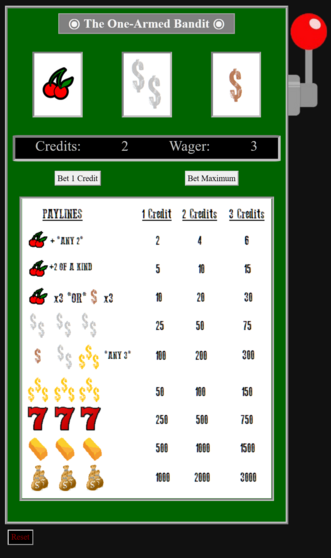 ◉ The One-Armed Bandit ◉
Credits: 2 Wager: 3
Bet 1 Credit Bet Maximum
PAYLINES 1 Credit 2 Credits 3 Credits
+ "ANY 2" 2 4 6
+2 OF A KIND 5 10 15
x3 "OR" $ x3 10 20 30
25 50 75
"ANY 3" 100 200 300
50 100 150
777 250 500 750
500 1000 1500
1000 2000 3000
Reset